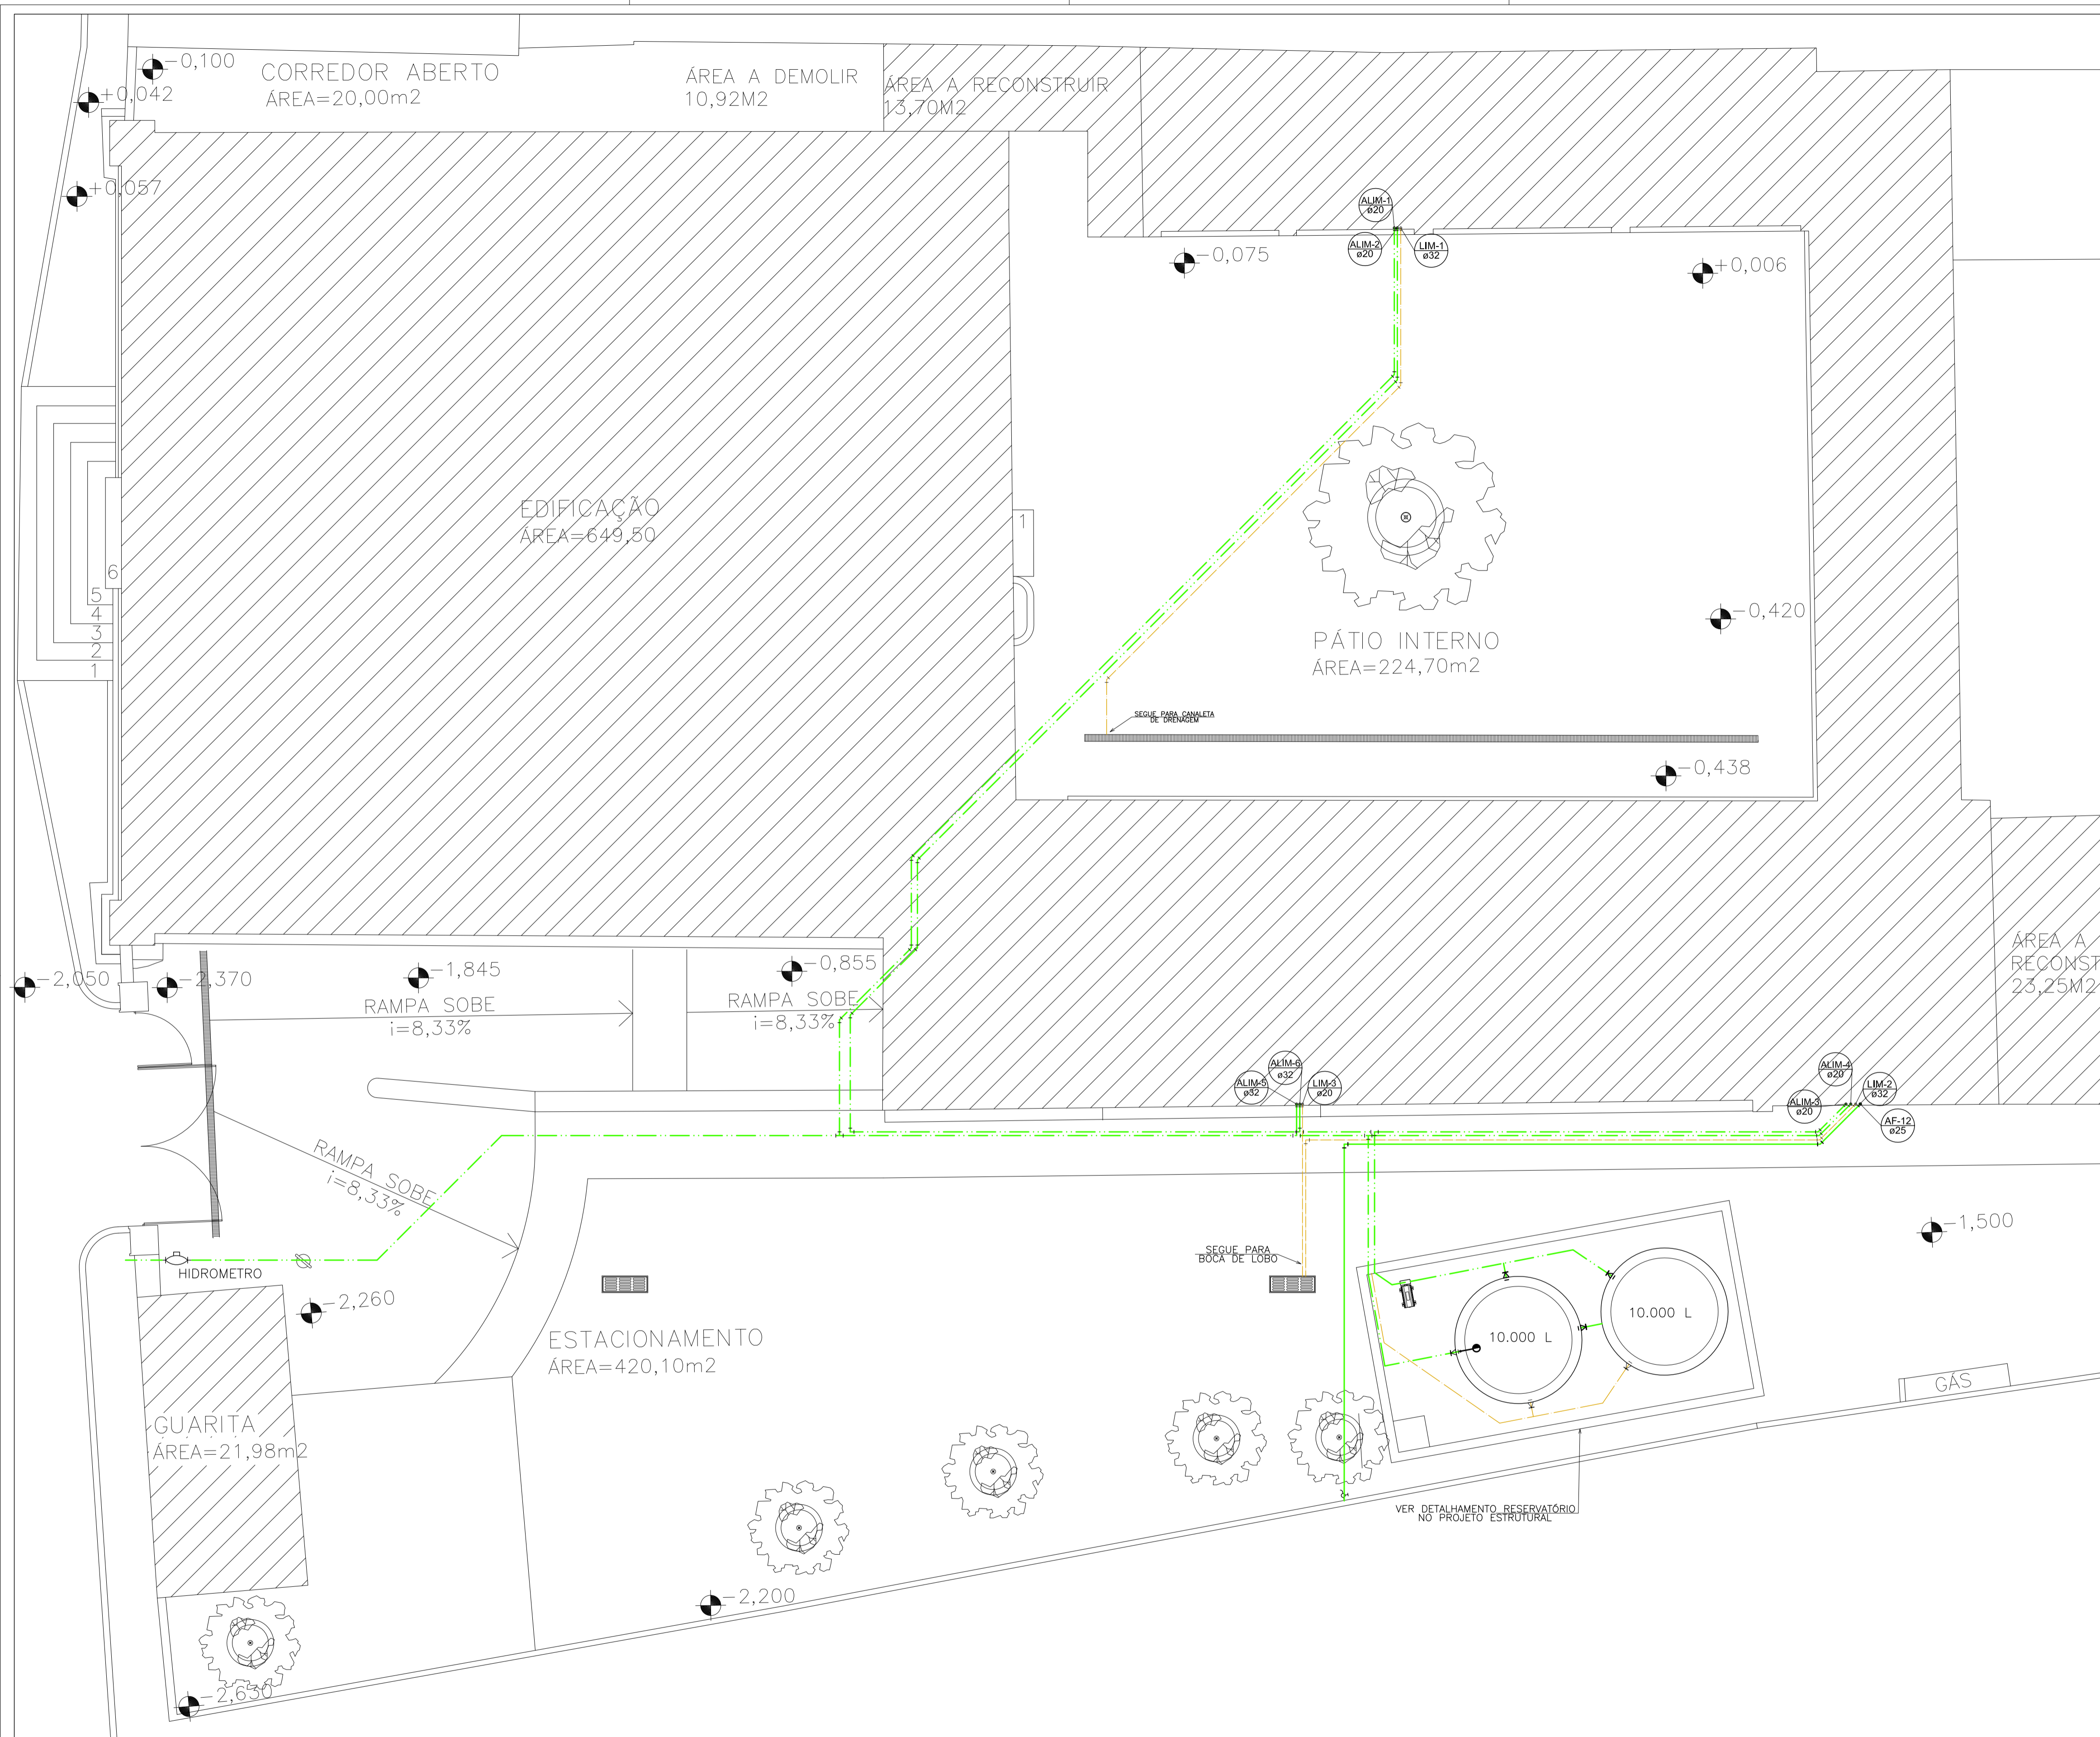 -0,100
+0,042
CORREDOR ABERTO
ÁREA=20,00m2
ÁREA A DEMOLIR
10,92M2
ÁREA A RECONSTRUIR
13,70M2
+0,057
ALIM-1
ø20
ALIM-2
ø20
LIM-1
ø32
-0,075
+0,006
EDIFICAÇÃO
ÁREA=649,50
1
6
5
4
3
2
1
-0,420
PÁTIO INTERNO
ÁREA=224,70m2
SEGUE PARA CANALETA
DE DRENAGEM
-0,438
-2,050
-2,370
-1,845
-0,855
RAMPA SOBE
i=8,33%
RAMPA SOBE
i=8,33%
ÁREA A
RECONST
23,25M2
ALIM-6
ø32
ALIM-5
ø32
LIM-3
ø20
ALIM-4
ø20
LIM-2
ø32
ALIM-3
ø20
AF-12
ø25
RAMPA SOBE
i=8,33%
-1,500
SEGUE PARA
BOCA DE LOBO
HIDROMETRO
-2,260
10.000 L
10.000 L
ESTACIONAMENTO
ÁREA=420,10m2
GÁS
GUARITA
ÁREA=21,98m2
VER DETALHAMENTO RESERVATÓRIO
NO PROJETO ESTRUTURAL
-2,200
-2,630